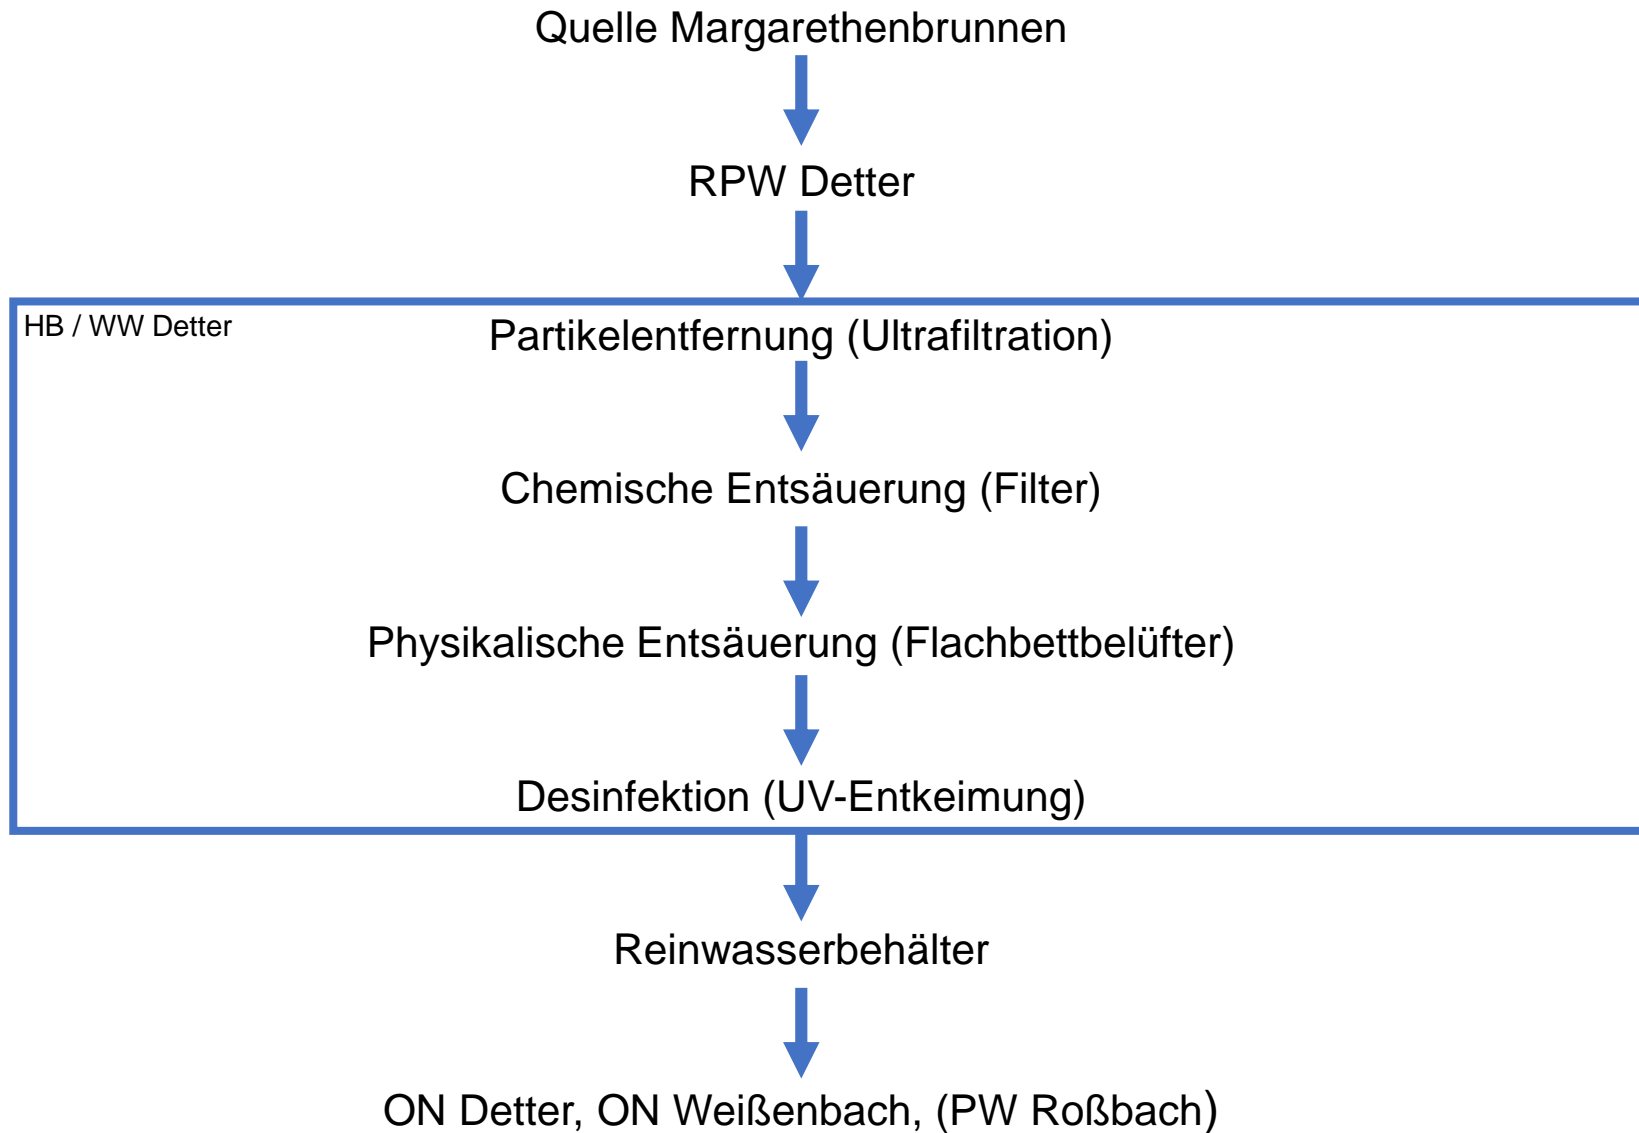 Quelle Margarethenbrunnen
RPW Detter
HB / WW Detter
Partikelentfernung (Ultrafiltration)
Chemische Entsäuerung (Filter)
Physikalische Entsäuerung (Flachbettbelüfter)
Desinfektion (UV-Entkeimung)
Reinwasserbehälter
ON Detter, ON Weißenbach, (PW Roßbach)